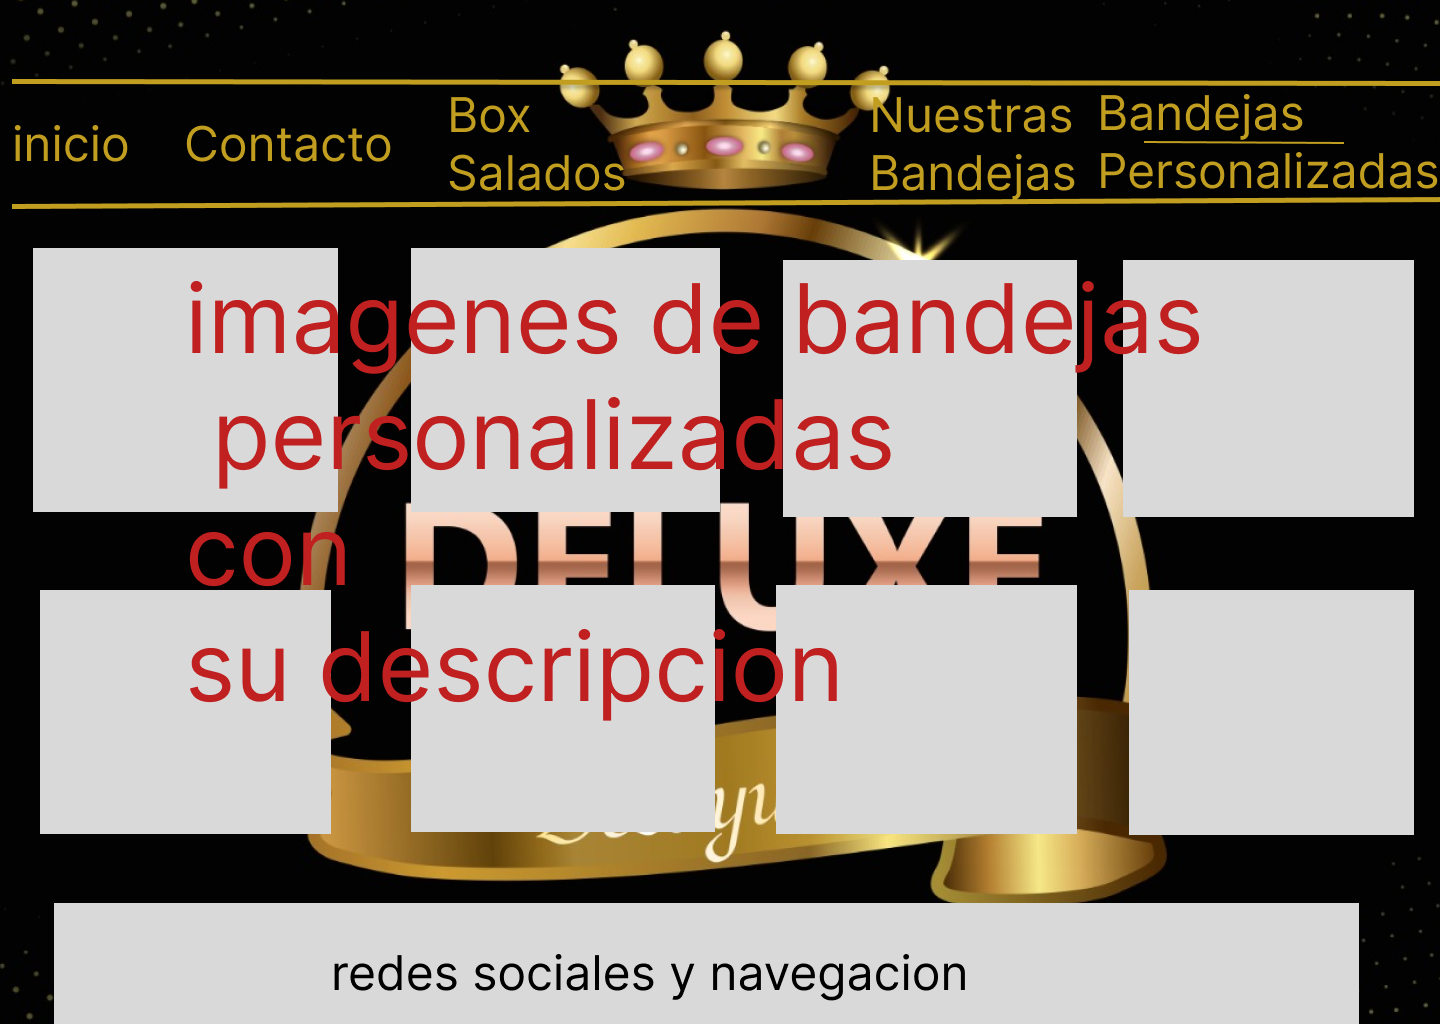 inicio
Contacto
Box
Salados
Nuestras
Bandejas
Bandejas
Personalizadas
imagenes de bandejas
personalizadas
con
DELUXE
su descripcion
redes sociales y navegacion